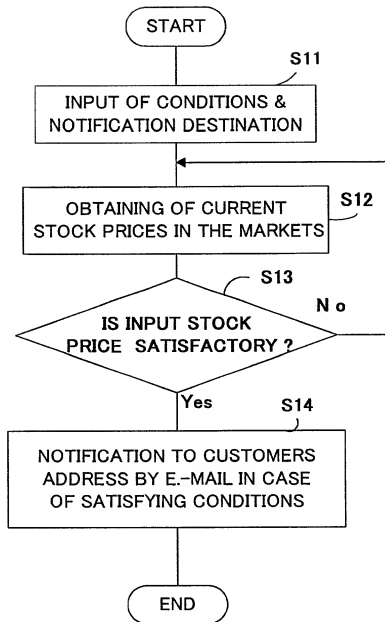 START
S11
INPUT OF CONDITIONS &
NOTIFICATION DESTINATION
S12
OBTAINING OF CURRENT
STOCK PRICES IN THE MARKETS
S13
IS INPUT STOCK
PRICE SATISFACTORY ?
N o
Yes
S14
NOTIFICATION TO CUSTOMERS
ADDRESS BY E.-MAIL IN CASE
OF SATISFYING CONDITIONS
END